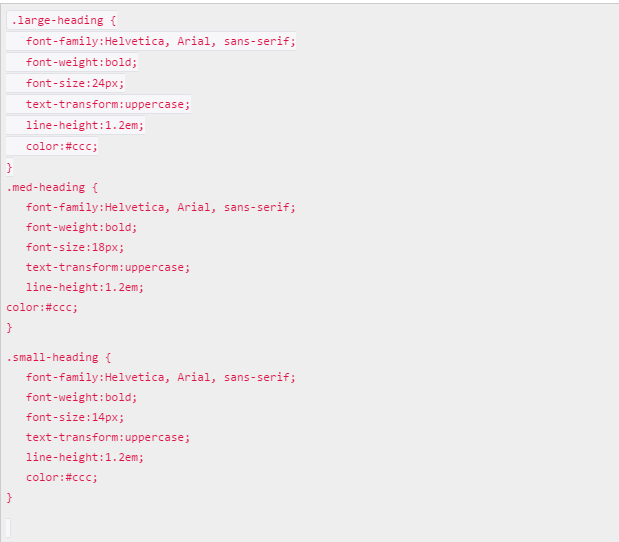 .large-heading {
font-family:Helvetica, Arial, sans-serif;
font-weight:bold;
font-size:24px;
text-transform:uppercase;
line-height:1.2em;
color:#ccc;
}
.med-heading {
font-family:Helvetica, Arial, sans-serif;
font-weight:bold;
font-size:18px;
text-transform:uppercase;
line-height:1.2em;
color:#ccc;
}
.small-heading {
font-family:Helvetica, Arial, sans-serif;
font-weight:bold;
font-size:14px;
text-transform:uppercase;
line-height:1.2em;
color:#ccc;
}